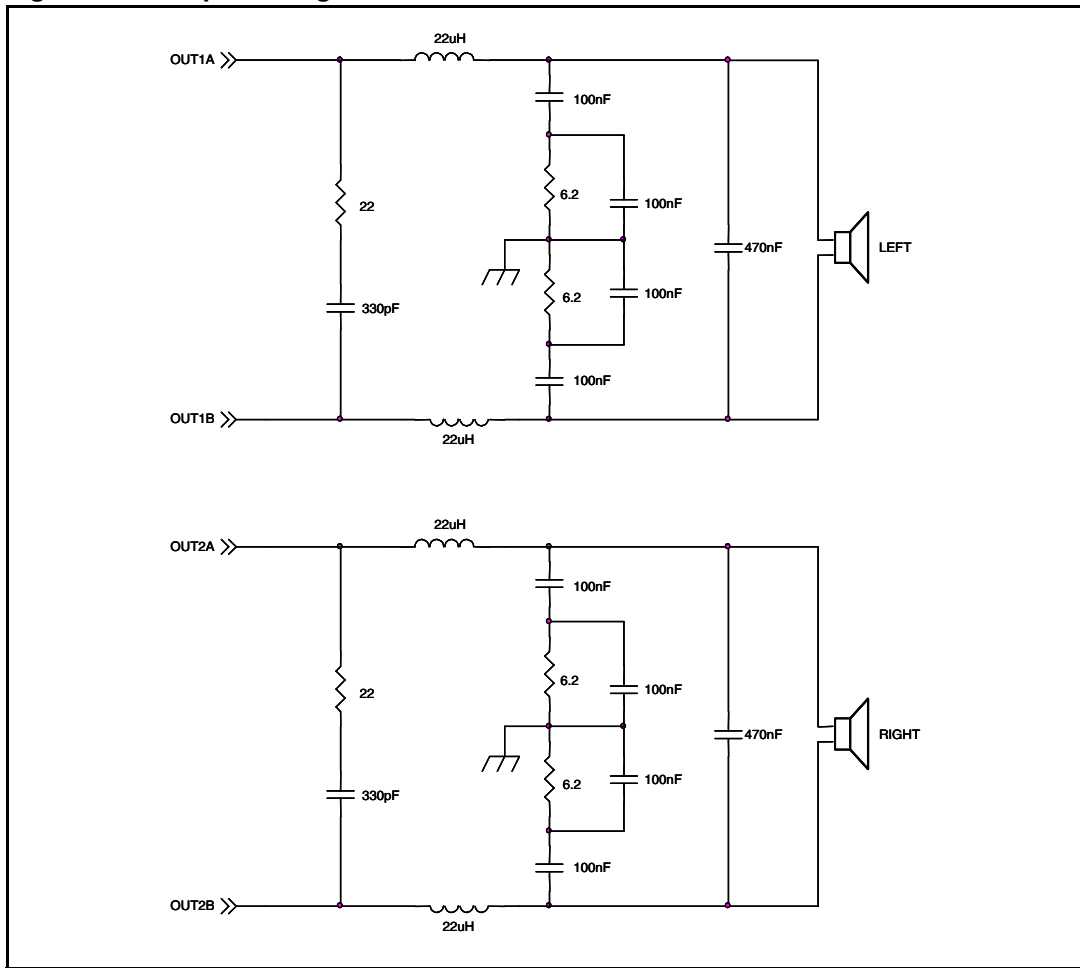 22uH
OUT1A
100nF
22
6.2
100nF
470nF
LEFT
330pF
6.2
100nF
100nF
OUT1B
22uH
22uH
OUT2A
100nF
22
6.2
100nF
470nF
RIGHT
330pF
6.2
100nF
100nF
OUT2B
22uH